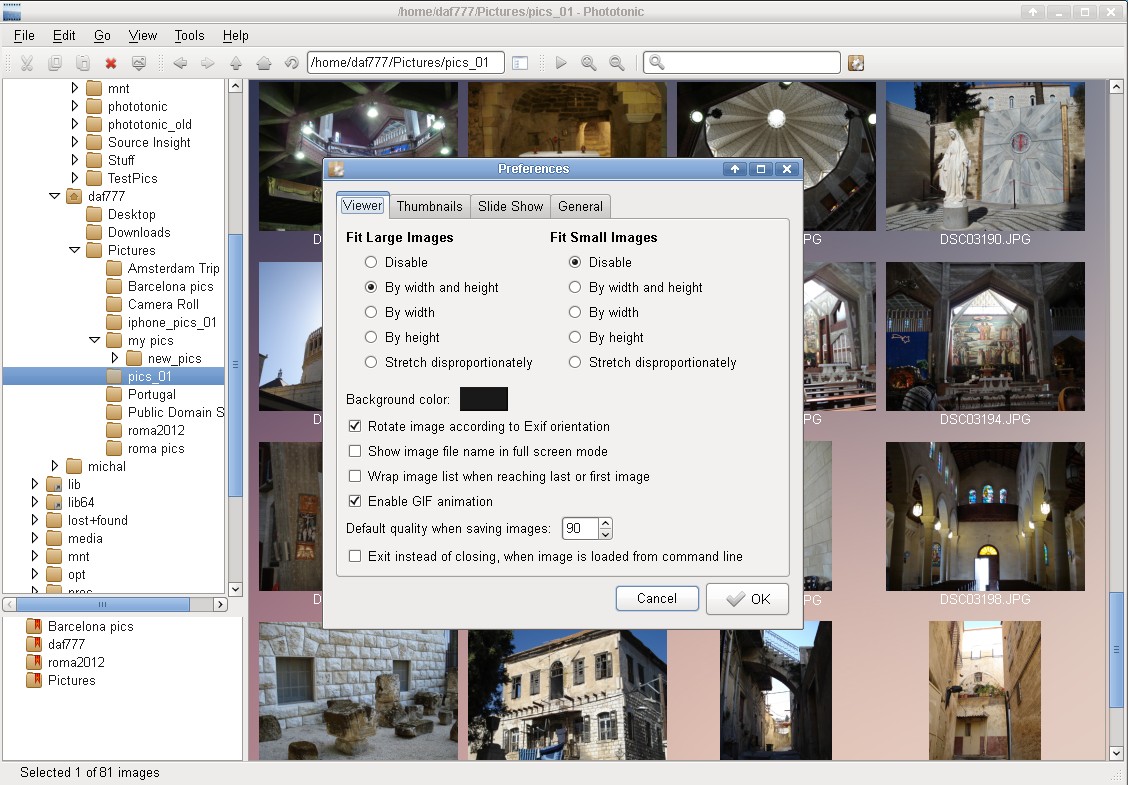 /home/daf777/Pictures/pics_01 - Phototonic
File Edit Go View Tools Help
/home/daf777/Pictures/pics_01
mnt
phototonic
phototonic_old
Source Insight
Stuff
TestPics
daf777
Desktop
Downloads
Pictures
Amsterdam Trip
Barcelona pics
Camera Roll
iphone_pics_01
my pics
new_pics
pics_01
Portugal
Public Domain S
roma2012
roma pics
michal
lib
lib64
lost+found
media
mnt
opt
Barcelona pics
daf777
roma2012
Pictures
DSC03190.JPG
DSC03194.JPG
DSC03198.JPG
Preferences
Viewer Thumbnails Slide Show General
Fit Large Images Fit Small Images
Disable Disable
By width and height By width and height
By width By width
By height By height
Stretch disproportionately Stretch disproportionately
Background color:
Rotate image according to Exif orientation
Show image file name in full screen mode
Wrap image list when reaching last or first image
Enable GIF animation
Default quality when saving images: 90
Exit instead of closing, when image is loaded from command line
Cancel OK
Selected 1 of 81 images